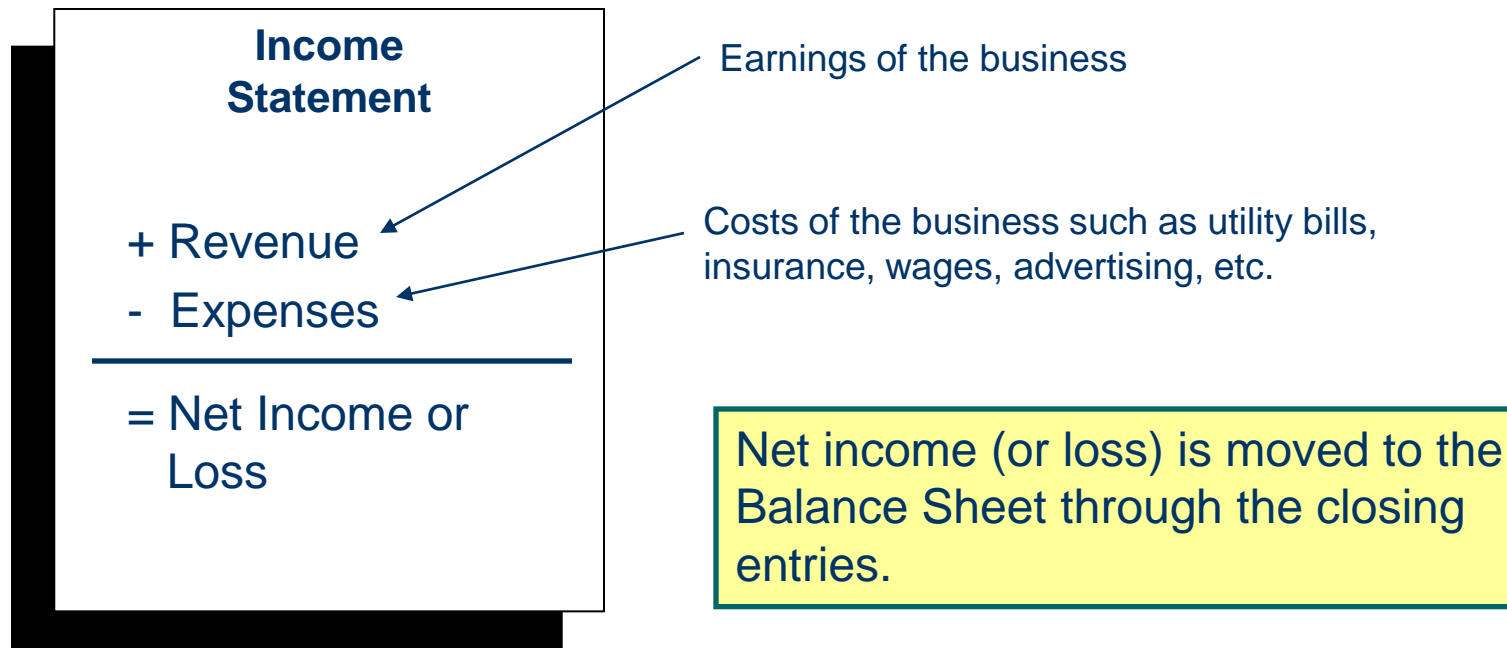 Income
Statement
Earnings of the business
+ Revenue
Costs of the business such as utility bills,
insurance, wages, advertising, etc.
- Expenses
= Net Income or
Loss
Net income (or loss) is moved to the
Balance Sheet through the closing
entries.